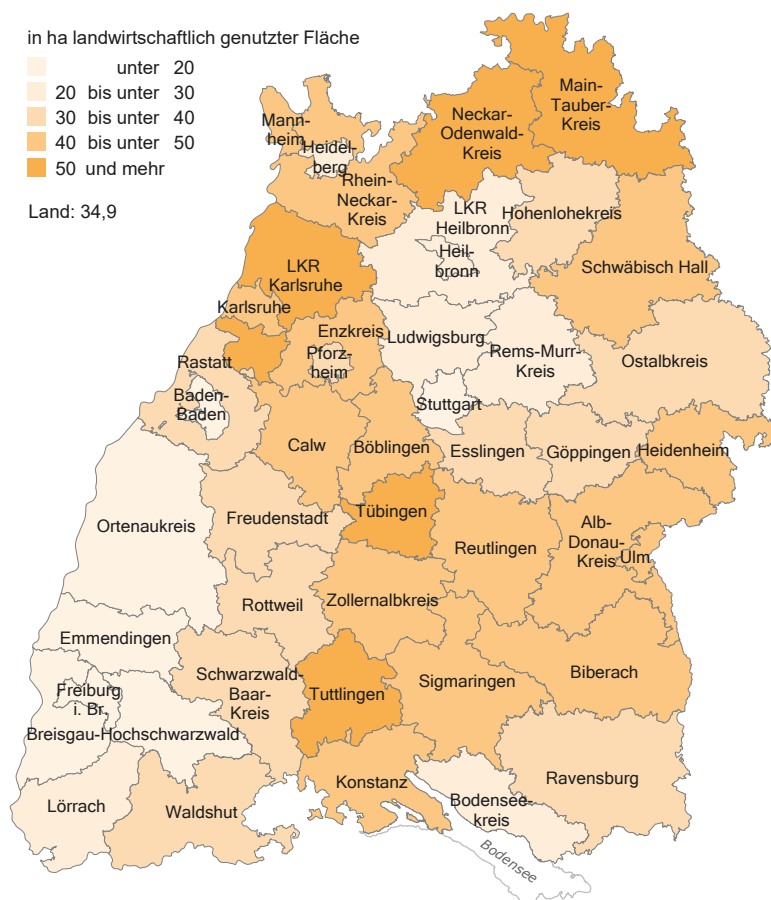 in ha landwirtschaftlich genutzter Fläche
unter 20
20 bis unter 30
30 bis unter 40
40 bis unter 50
50 und mehr
Land: 34,9
Main-
Tauber-
Kreis
Neckar-
Odenwald-
Kreis
Mann-
heim
Heidel-
berg
Rhein-
Neckar-
Kreis
LKR
Heilbronn
Hohenlohekreis
Heil-
bronn
Schwäbisch Hall
LKR
Karlsruhe
Karlsruhe
Enzkreis
Pforz-
heim
Ludwigsburg
Rems-Murr-
Kreis
Ostalbkreis
Rastatt
Baden-
Baden
Stuttgart
Calw
Böblingen
Esslingen
Göppingen
Heidenheim
Ortenaukreis
Freudenstadt
Tübingen
Reutlingen
Alb-
Donau-
Kreis
Ulm
Rottweil
Zollernalbkreis
Emmendingen
Schwarzwald-
Baar-
Kreis
Tuttlingen
Sigmaringen
Biberach
Freiburg
i. Br.
Breisgau-Hochschwarzwald
Lörrach
Waldshut
Konstanz
Bodensee-
kreis
Ravensburg
Bodensee